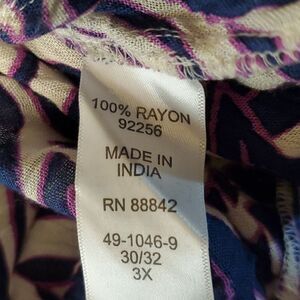 100% RAYON
92256
MADE IN
INDIA
RN 88842
49-1046-9
30/32
3X